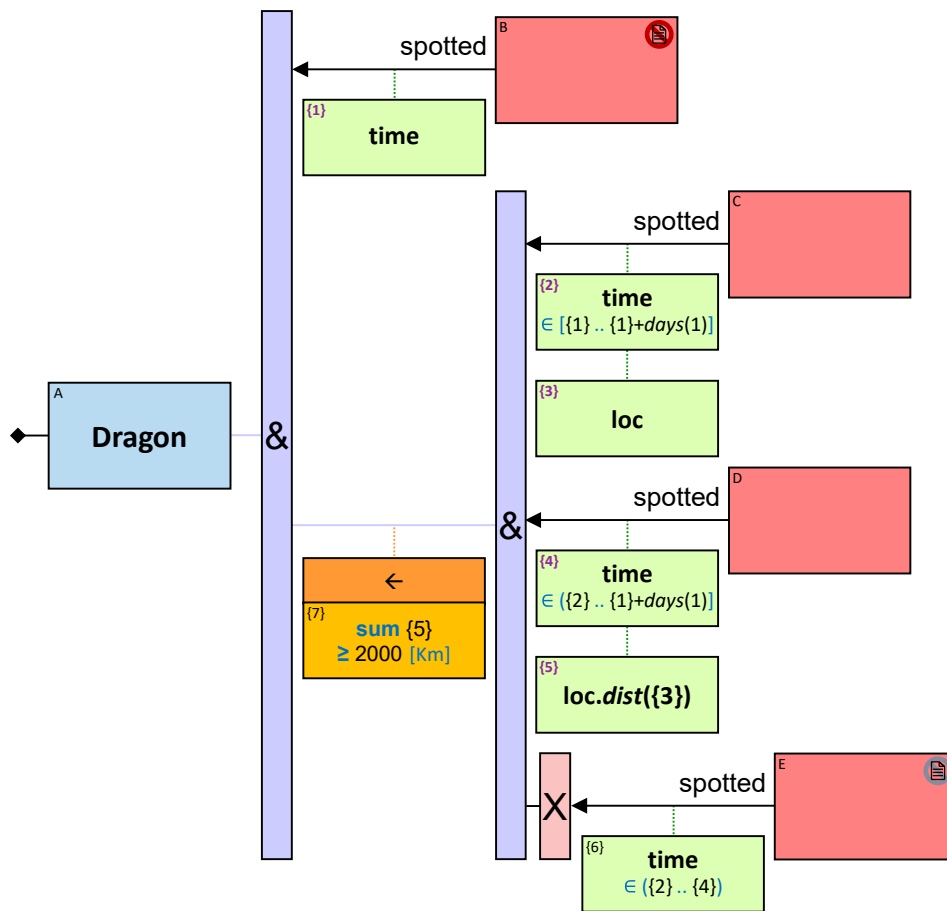 B
spotted
{1}
time
C
spotted
{2}
time
∈ [{1} .. {1}+days(1)]
{3}
loc
A
Dragon
&
D
spotted
&
{4}
time
∈ ({2} .. {1}+days(1)]
←
{7}
sum {5}
≥ 2000 [Km]
{5}
loc.dist({3})
E
spotted
X
{6}
time
∈ ({2} .. {4})